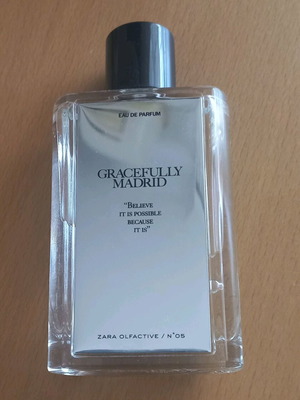 EAU DE PARFUM
GRACEFULLY
MADRID
"BELIEVE
IT IS POSSIBLE
BECAUSE
IT IS"
ZARA OLFACTIVE / N°05